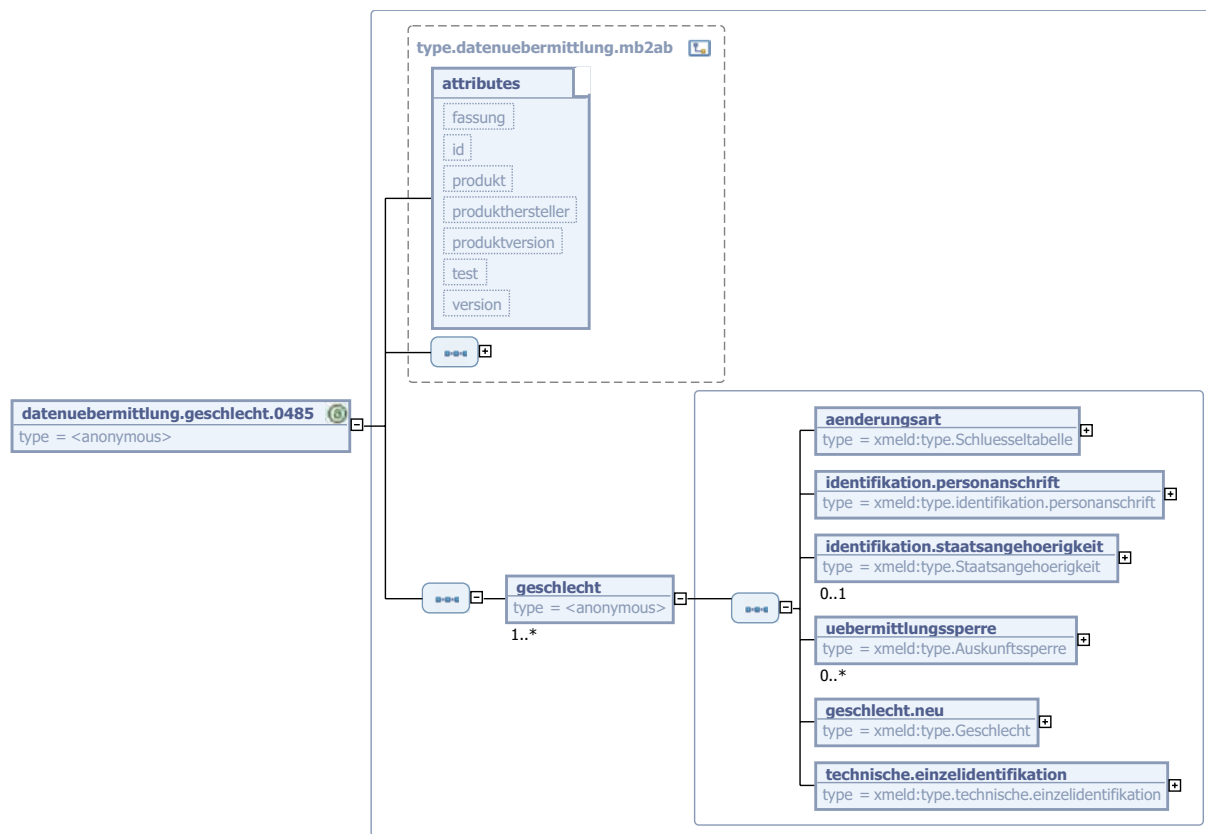 type.datenuebermittlung.mb2ab
attributes
fassung
id
produkt
produkthersteller
produktversion
test
version
datenuebermittlung.geschlecht.0485
type = <anonymous>
geschlecht
type = <anonymous>
1..*
aenderungsart
type = xmeld:type.Schluesseltabelle
identifikation.personanschrift
type = xmeld:type.identifikation.personanschrift
identifikation.staatsangehoerigkeit
type = xmeld:type.Staatsangehoerigkeit
0..1
uebermittlungssperre
type = xmeld:type.Auskunftssperre
0..*
geschlecht.neu
type = xmeld:type.Geschlecht
technische.einzelidentifikation
type = xmeld:type.technische.einzelidentifikation